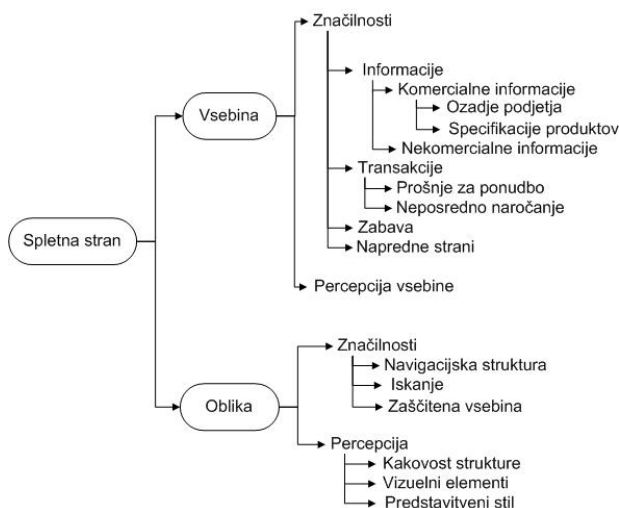 Značilnosti
Informacije
Komercialne informacije
Ozadje podjetja
Specifikacije produktov
Nekomercialne informacije
Transakcije
Prošnje za ponudbo
Neposredno naročanje
Zabava
Napredne strani
Percepcija vsebine
Vsebina
Spletna stran
Oblika
Značilnosti
Navigacijska struktura
Iskanje
Zaščitena vsebina
Percepcija
Kakovost strukture
Vizuelni elementi
Predstavitveni stil